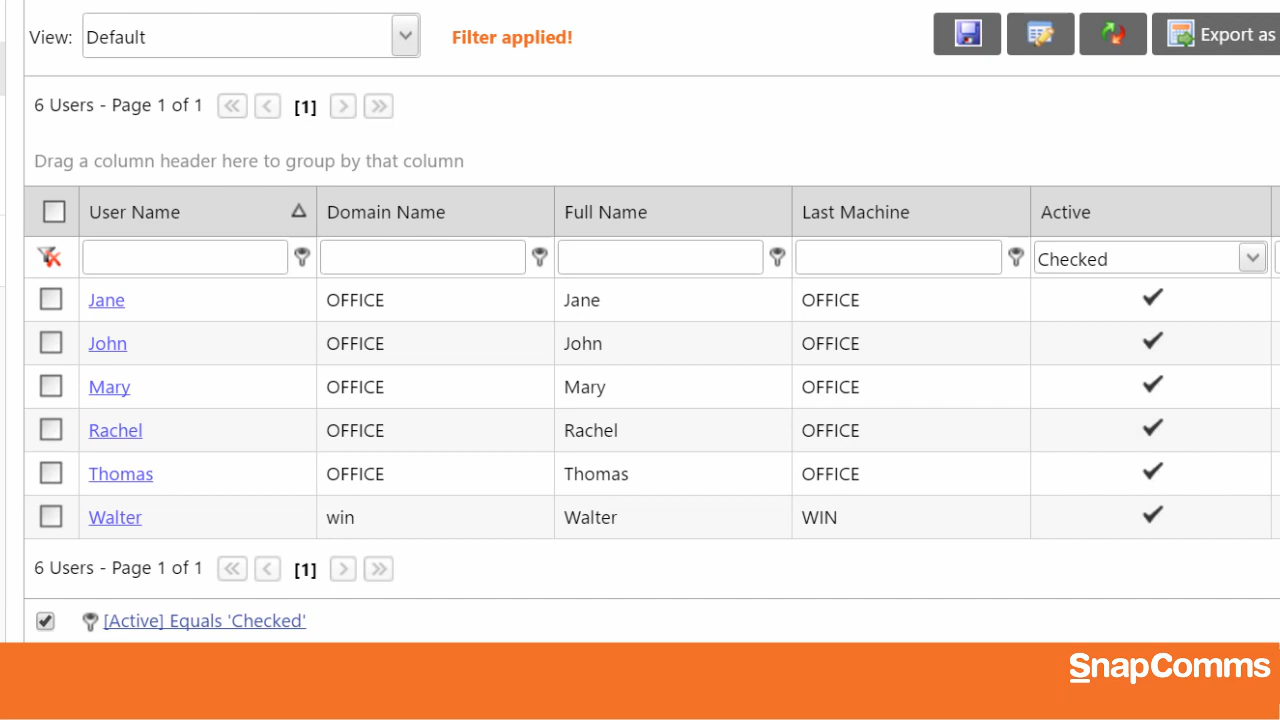 View: Default Filter applied! Export as
6 Users - Page 1 of 1 [1]
Drag a column header here to group by that column
User Name Domain Name Full Name Last Machine Active
Checked
Jane OFFICE Jane OFFICE
John OFFICE John OFFICE
Mary OFFICE Mary OFFICE
Rachel OFFICE Rachel OFFICE
Thomas OFFICE Thomas OFFICE
Walter win Walter WIN
6 Users - Page 1 of 1 [1]
[Active] Equals 'Checked'
SnapComms